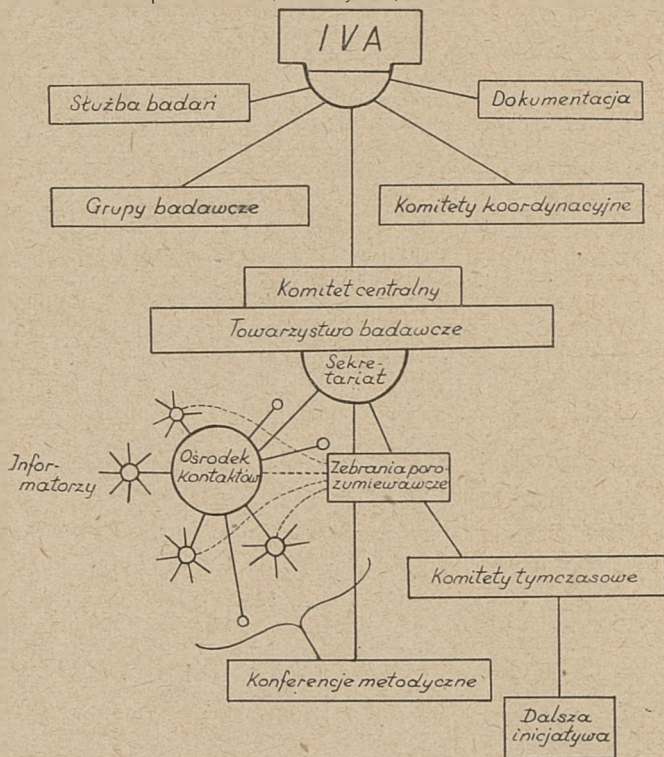 IVA
Służba badań
Dokumentacja
Grupy badawcze
Komitety koordynacyjne
Komitet centralny
Towarzystwo badawcze
Sekre-
tariat
Ośrodek
kontaktów
Infor-
matorzy
Zebrania poro-
zumiewawcze
Komitety tymczasowe
Konferencje metodyczne
Dalsza
inicjatywa